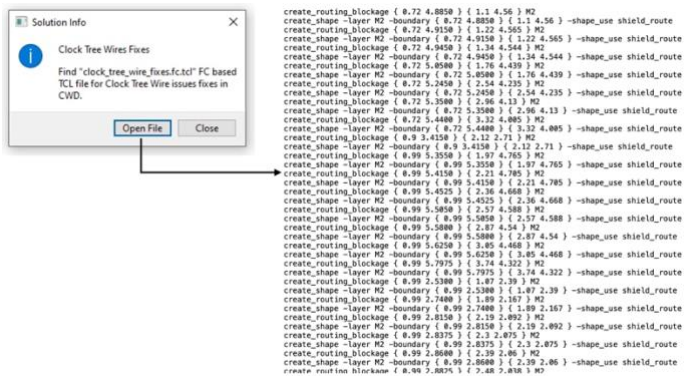 Solution Info
Clock Tree Wires Fixes
Find "clock_tree_wire_fixes.fc.tcl" FC based
TCL file for Clock Tree Wire issues fixes in
CWD.
Open File
Close
create_routing_blockage { 0.72 4.8850 } { 1.1 4.56 } M2
create_shape -layer M2 -boundary { 0.72 4.8850 } { 1.1 4.56 } -shape_use shield_route
create_routing_blockage { 0.72 4.9150 } { 1.22 4.565 } M2
create_shape -layer M2 -boundary { 0.72 4.9150 } { 1.22 4.565 } -shape_use shield_route
create_routing_blockage { 0.72 4.9450 } { 1.34 4.544 } M2
create_shape -layer M2 -boundary { 0.72 4.9450 } { 1.34 4.544 } -shape_use shield_route
create_routing_blockage { 0.72 5.0500 } { 1.76 4.439 } M2
create_shape -layer M2 -boundary { 0.72 5.0500 } { 1.76 4.439 } -shape_use shield_route
create_routing_blockage { 0.72 5.2450 } { 2.54 4.235 } M2
create_shape -layer M2 -boundary { 0.72 5.2450 } { 2.54 4.235 } -shape_use shield_route
create_routing_blockage { 0.72 5.3500 } { 2.96 4.13 } M2
create_shape -layer M2 -boundary { 0.72 5.3500 } { 2.96 4.13 } -shape_use shield_route
create_routing_blockage { 0.72 5.4400 } { 3.32 4.005 } M2
create_shape -layer M2 -boundary { 0.72 5.4400 } { 3.32 4.005 } -shape_use shield_route
create_routing_blockage { 0.9 3.4150 } { 2.12 2.71 } M2
create_shape -layer M2 -boundary { 0.9 3.4150 } { 2.12 2.71 } -shape_use shield_route
create_routing_blockage { 0.99 5.3550 } { 1.97 4.765 } M2
create_shape -layer M2 -boundary { 0.99 5.3550 } { 1.97 4.765 } -shape_use shield_route
create_routing_blockage { 0.99 5.4150 } { 2.21 4.705 } M2
create_shape -layer M2 -boundary { 0.99 5.4150 } { 2.21 4.705 } -shape_use shield_route
create_routing_blockage { 0.99 5.4525 } { 2.36 4.668 } M2
create_shape -layer M2 -boundary { 0.99 5.4525 } { 2.36 4.668 } -shape_use shield_route
create_routing_blockage { 0.99 5.5050 } { 2.57 4.588 } M2
create_shape -layer M2 -boundary { 0.99 5.5050 } { 2.57 4.588 } -shape_use shield_route
create_routing_blockage { 0.99 5.5800 } { 2.87 4.54 } M2
create_shape -layer M2 -boundary { 0.99 5.5800 } { 2.87 4.54 } -shape_use shield_route
create_routing_blockage { 0.99 5.6250 } { 3.05 4.468 } M2
create_shape -layer M2 -boundary { 0.99 5.6250 } { 3.05 4.468 } -shape_use shield_route
create_routing_blockage { 0.99 5.7975 } { 3.74 4.322 } M2
create_shape -layer M2 -boundary { 0.99 5.7975 } { 3.74 4.322 } -shape_use shield_route
create_routing_blockage { 0.99 2.5300 } { 1.07 2.39 } M2
create_shape -layer M2 -boundary { 0.99 2.5300 } { 1.07 2.39 } -shape_use shield_route
create_routing_blockage { 0.99 2.7400 } { 1.89 2.167 } M2
create_shape -layer M2 -boundary { 0.99 2.7400 } { 1.89 2.167 } -shape_use shield_route
create_routing_blockage { 0.99 2.8150 } { 2.19 2.092 } M2
create_shape -layer M2 -boundary { 0.99 2.8150 } { 2.19 2.092 } -shape_use shield_route
create_routing_blockage { 0.99 2.8375 } { 2.3 2.075 } M2
create_shape -layer M2 -boundary { 0.99 2.8375 } { 2.3 2.075 } -shape_use shield_route
create_routing_blockage { 0.99 2.8600 } { 2.39 2.06 } M2
create_shape -layer M2 -boundary { 0.99 2.8600 } { 2.39 2.06 } -shape_use shield_route
create_routing_blockage { 0.99 2.8825 } { 2.48 2.038 } M2